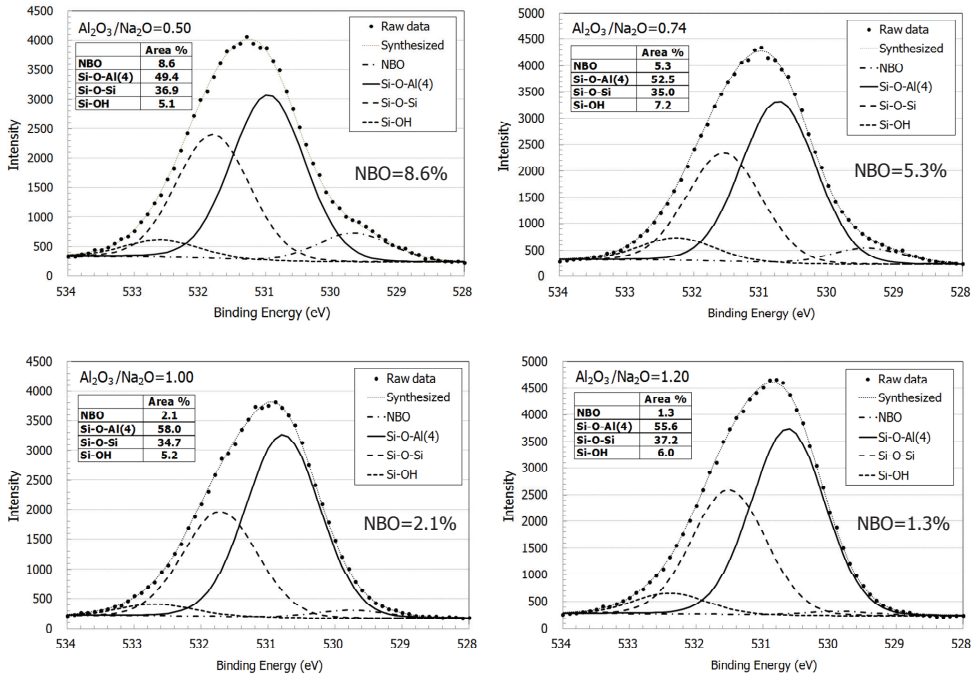 Al₂O₃/Na₂O=0.50
Area %
NBO 8.6
Si-O-Al(4) 49.4
Si-O-Si 36.9
Si-OH 5.1
Raw data
Synthesized
NBO
Si-O-Al(4)
Si-O-Si
Si-OH
NBO=8.6%
Intensity
4500
4000
3500
3000
2500
2000
1500
1000
500
0
534 533 532 531 530 529 528
Binding Energy (eV)
Al₂O₃/Na₂O=0.74
Area %
NBO 5.3
Si-O-Al(4) 52.5
Si-O-Si 35.0
Si-OH 7.2
Raw data
Synthesized
NBO
Si-O-Al(4)
Si-O-Si
Si-OH
NBO=5.3%
Intensity
5000
4500
4000
3500
3000
2500
2000
1500
1000
500
0
534 533 532 531 530 529 528
Binding Energy (eV)
Al₂O₃/Na₂O=1.00
Area %
NBO 2.1
Si-O-Al(4) 58.0
Si-O-Si 34.7
Si-OH 5.2
Raw data
Synthesized
NBO
Si-O-Al(4)
Si-O-Si
Si-OH
NBO=2.1%
Intensity
4500
4000
3500
3000
2500
2000
1500
1000
500
0
534 533 532 531 530 529 528
Binding Energy (eV)
Al₂O₃/Na₂O=1.20
Area %
NBO 1.3
Si-O-Al(4) 55.6
Si-O-Si 37.2
Si-OH 6.0
Raw data
Synthesized
NBO
Si-O-Al(4)
Si-O-Si
Si-OH
NBO=1.3%
Intensity
5000
4500
4000
3500
3000
2500
2000
1500
1000
500
0
534 533 532 531 530 529 528
Binding Energy (eV)